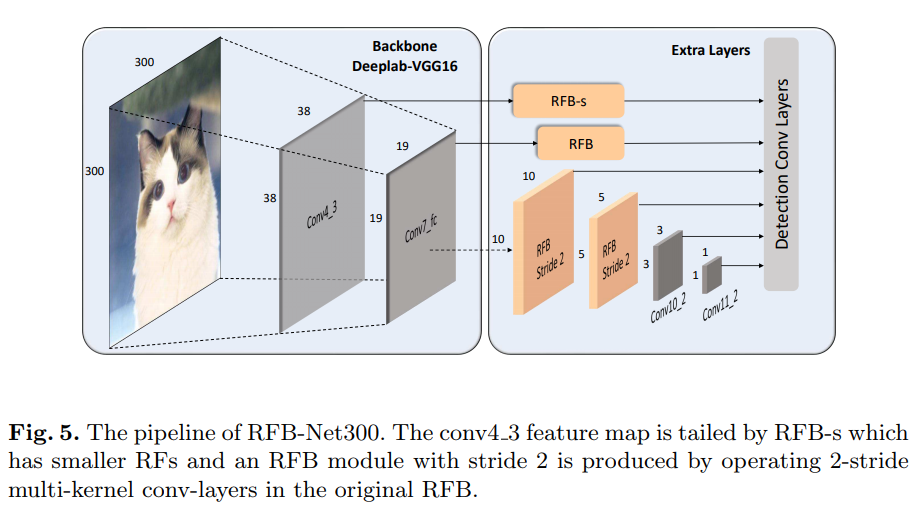 Backbone
Deeplab-VGG16
Extra Layers
300
300
38
38
Conv4_3
19
19
Conv7_fc
RFB-s
RFB
10
10
RFB
Stride 2
5
5
RFB
Stride 2
3
3
Conv10_2
1
1
Conv11_2
Detection Conv Layers
Fig. 5. The pipeline of RFB-Net300. The conv4_3 feature map is tailed by RFB-s which
has smaller RFs and an RFB module with stride 2 is produced by operating 2-stride
multi-kernel conv-layers in the original RFB.